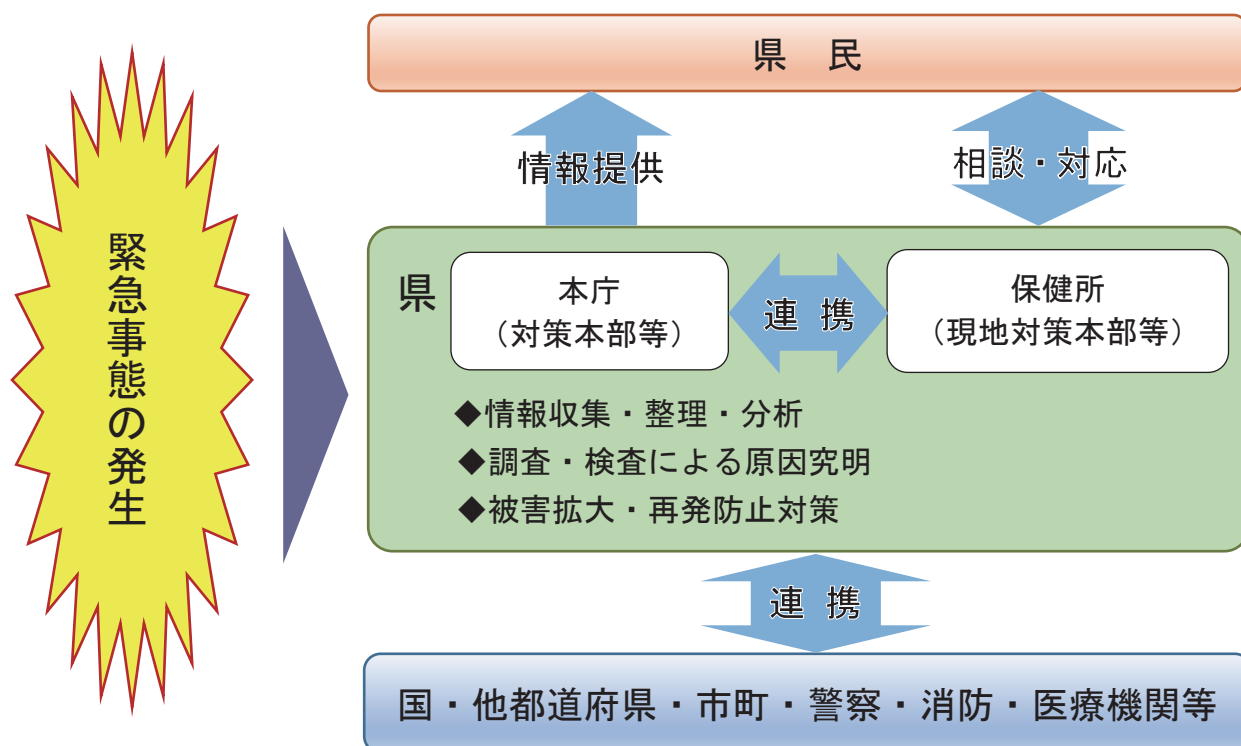 緊急事態の発生
県　民
情報提供
相談・対応
県
本庁
（対策本部等）
連 携
保健所
（現地対策本部等）
◆情報収集・整理・分析
◆調査・検査による原因究明
◆被害拡大・再発防止対策
連 携
国・他都道府県・市町・警察・消防・医療機関等